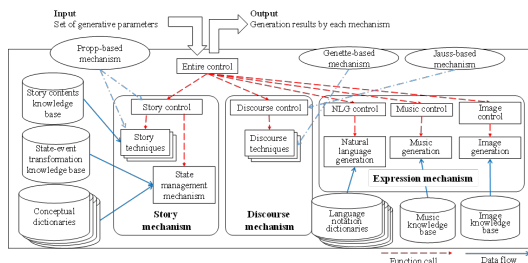 Input
Set of generative parameters
Output
Generation results by each mechanism
Propp-based
mechanism
Entire control
Genette-based
mechanism
Jauss-based
mechanism
Story contents
knowledge
base
Story control
Discourse control
NLG control
Music control
Image
control
Story
techniques
Discourse
techniques
Natural
language
generation
Music
generation
Image
generation
State-event
transformation
knowledge base
State
management
mechanism
Expression mechanism
Conceptual
dictionaries
Story
mechanism
Discourse
mechanism
Language
notation
dictionaries
Music
knowledge
base
Image
knowledge
base
Function call
Data flow